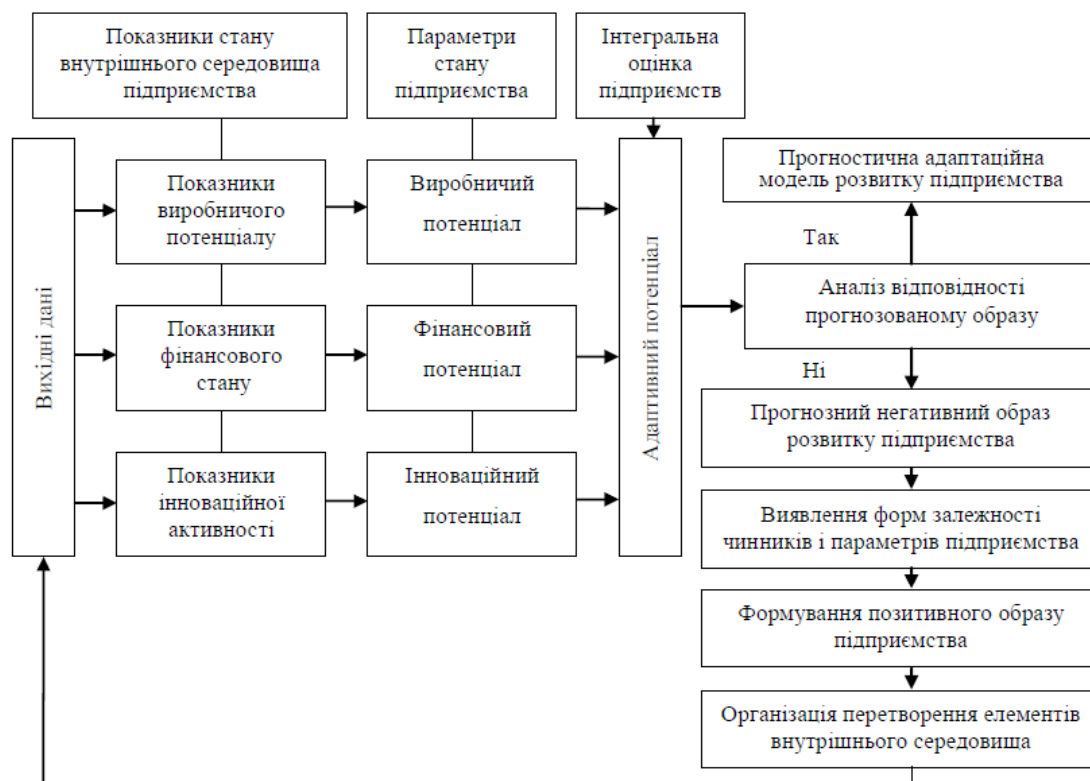 Показники стану
внутрішнього середовища
підприємства
Параметри
стану
підприємства
Інтегральна
оцінка
підприємств
Вихідні дані
Показники
виробничого
потенціалу
Виробничий
потенціал
Показники
фінансового
стану
Фінансовий
потенціал
Показники
інноваційної
активності
Інноваційний
потенціал
Адаптивний потенціал
Прогностична адаптаційна
модель розвитку підприємства
Так
Аналіз відповідності
прогнозованому образу
Ні
Прогнозний негативний образ
розвитку підприємства
Виявлення форм залежності
чинників і параметрів підприємства
Формування позитивного образу
підприємства
Організація перетворення елементів
внутрішнього середовища